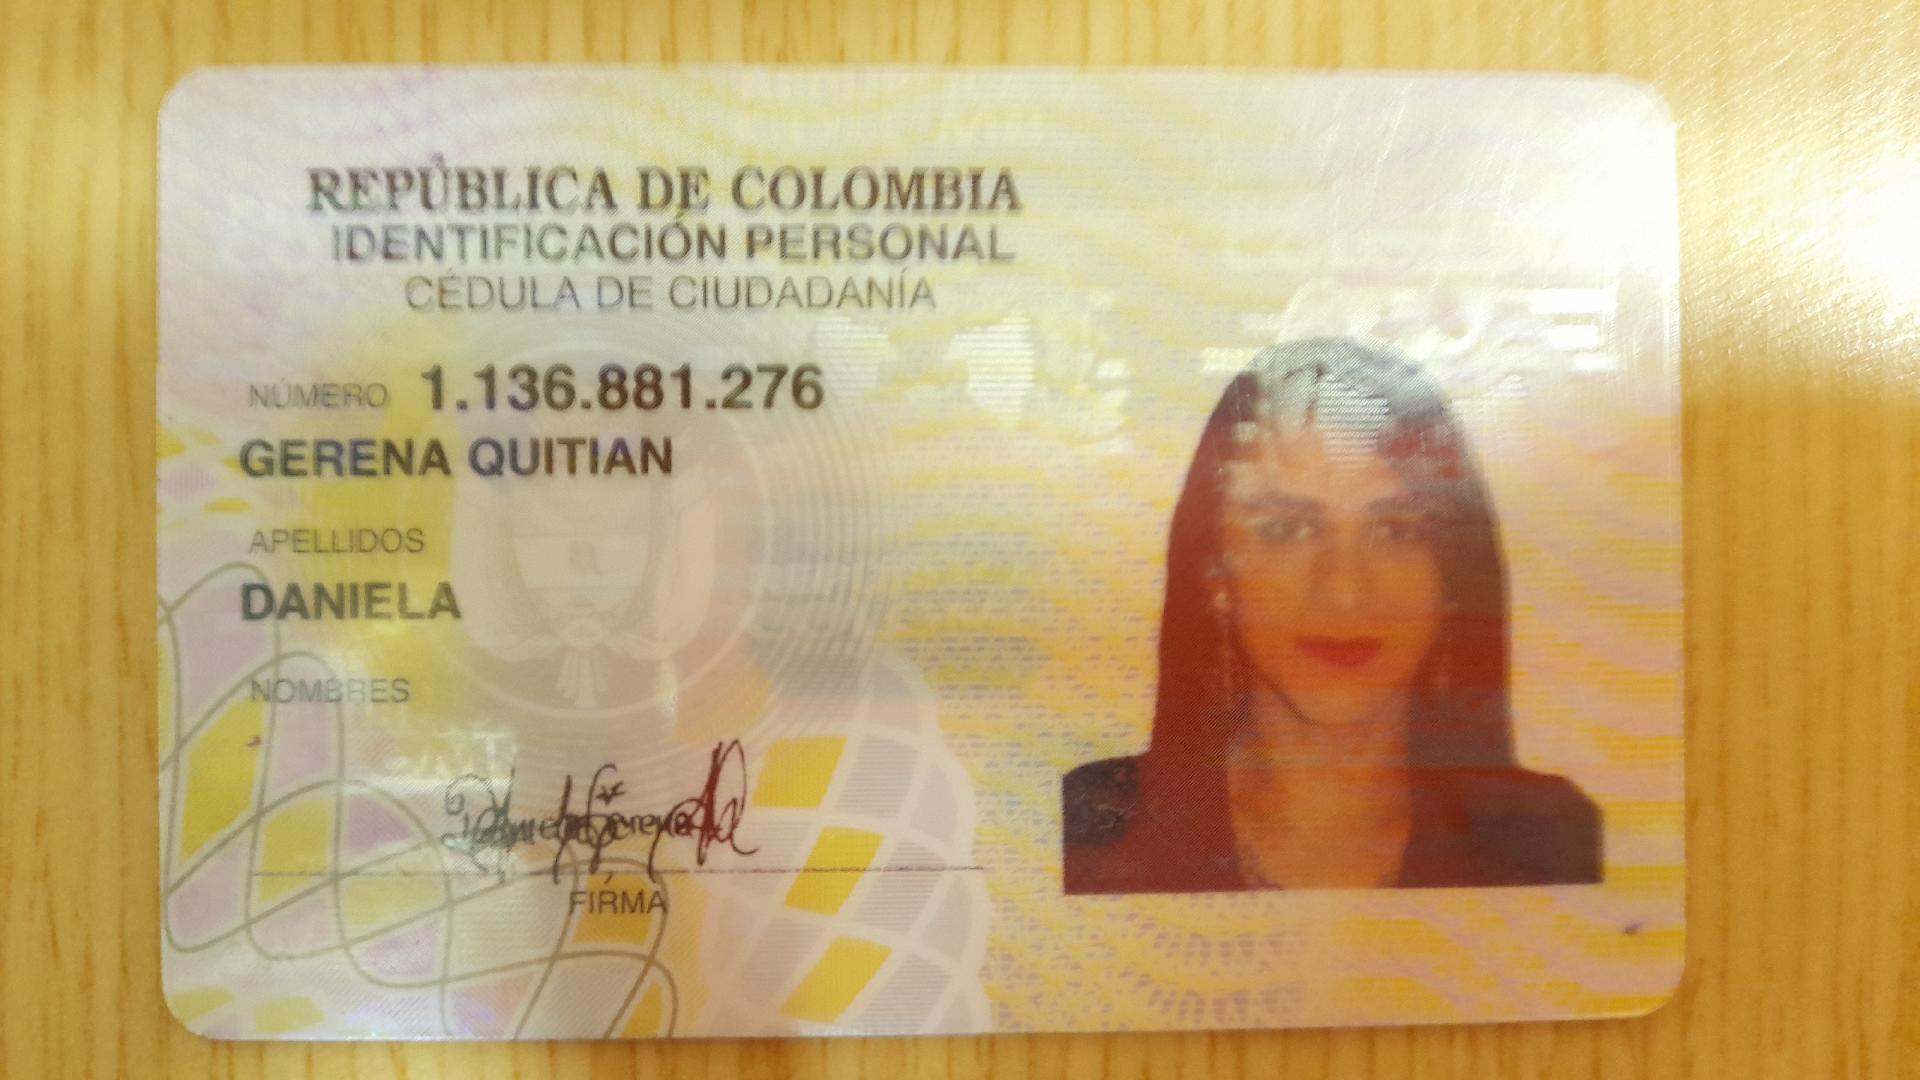 REPÚBLICA DE COLOMBIA
IDENTIFICACIÓN PERSONAL
CÉDULA DE CIUDADANÍA
NÚMERO 1.136.881.276
GERENA QUITIAN
APELLIDOS
DANIELA
NOMBRES
FIRMA